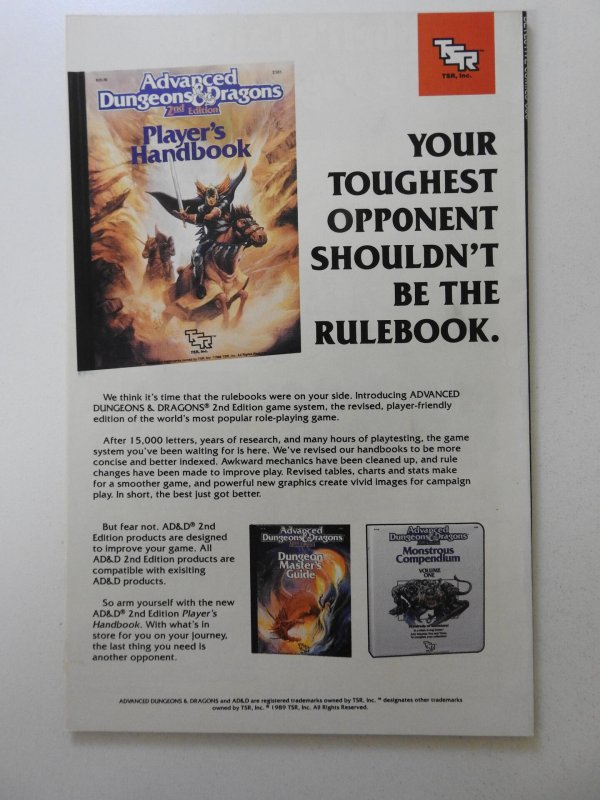 TSR
TSR, Inc.
Advanced
Dungeons & Dragons
2nd Edition
Player's
Handbook
TSR
TSR, Inc.
YOUR
TOUGHEST
OPPONENT
SHOULDN'T
BE THE
RULEBOOK.
We think it's time that the rulebooks were on your side. Introducing ADVANCED
DUNGEONS & DRAGONS® 2nd Edition game system, the revised, player-friendly
edition of the world's most popular role-playing game.
After 15,000 letters, years of research, and many hours of playtesting, the game
system you've been waiting for is here. We've revised our handbooks to be more
concise and better indexed. Awkward mechanics have been cleaned up, and rule
changes have been made to improve play. Revised tables, charts and stats make
for a smoother game, and powerful new graphics create vivid images for campaign
play. In short, the best just got better.
But fear not. AD&D® 2nd
Edition products are designed
to improve your game. All
AD&D 2nd Edition products are
compatible with exisiting
AD&D products.
So arm yourself with the new
AD&D® 2nd Edition Player's
Handbook. With what's in
store for you on your journey,
the last thing you need is
another opponent.
Advanced
Dungeons & Dragons
Dungeon
Master's
Guide
Advanced
Dungeons & Dragons
Monstrous
Compendium
VOLUME
ONE
ADVANCED DUNGEONS & DRAGONS and AD&D are registered trademarks owned by TSR, Inc. ™ designates other trademarks
owned by TSR, Inc. © 1989 TSR, Inc. All Rights Reserved.